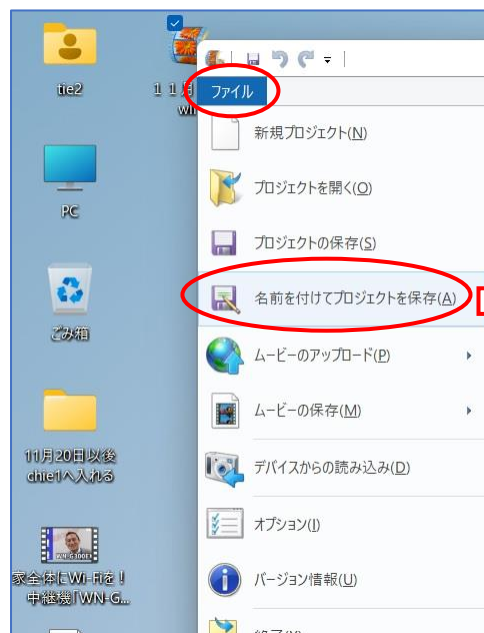 tie2
PC
ごみ箱
11月20日以後
chie1へ入れる
WN-G300EX
家全体にWi-Fiを！
中継機「WN-G...
１１月
ファイル
新規プロジェクト(N)
プロジェクトを開く(O)
プロジェクトの保存(S)
名前を付けてプロジェクトを保存(A)
ムービーのアップロード(P)
ムービーの保存(M)
デバイスからの読み込み(D)
オプション(I)
バージョン情報(U)